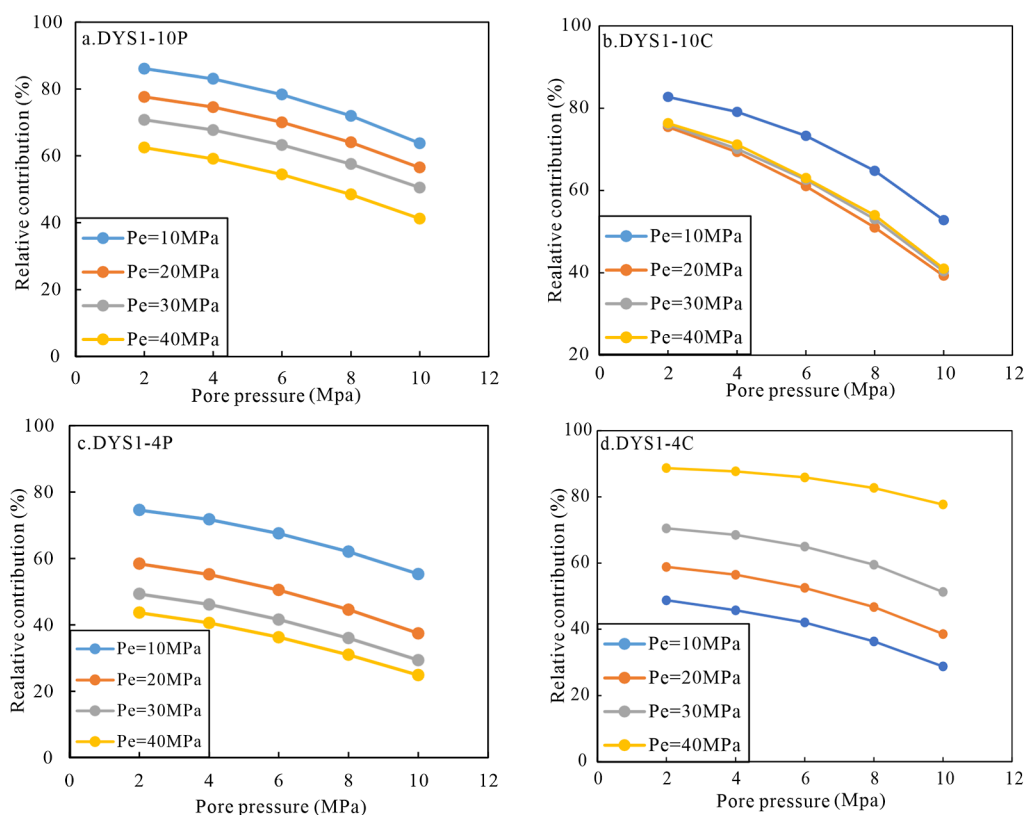 a.DYS1-10P
Realative contribution (%)
100
80
60
40
20
0
Pe=10MPa
Pe=20MPa
Pe=30MPa
Pe=40MPa
0 2 4 6 8 10 12
Pore pressure (Mpa)
b.DYS1-10C
Realative contribution (%)
100
80
60
40
20
Pe=10MPa
Pe=20MPa
Pe=30MPa
Pe=40MPa
0 2 4 6 8 10 12
Pore pressure (Mpa)
c.DYS1-4P
Realative contribution (%)
100
80
60
40
20
0
Pe=10MPa
Pe=20MPa
Pe=30MPa
Pe=40MPa
0 2 4 6 8 10 12
Pore pressure (MPa)
d.DYS1-4C
Relative contribution (%)
100
80
60
40
20
0
Pe=10MPa
Pe=20MPa
Pe=30MPa
Pe=40MPa
0 2 4 6 8 10 12
Pore pressure (Mpa)